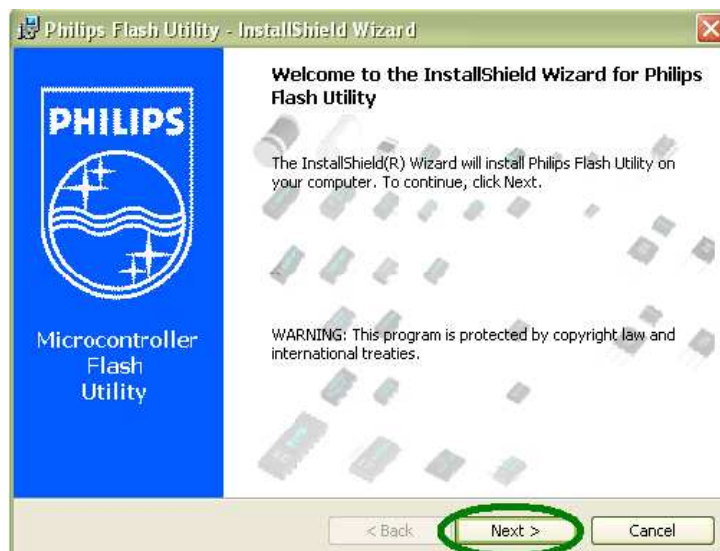 Philips Flash Utility - InstallShield Wizard
PHILIPS
Microcontroller
Flash
Utility
Welcome to the InstallShield Wizard for Philips
Flash Utility
The InstallShield(R) Wizard will install Philips Flash Utility on
your computer. To continue, click Next.
WARNING: This program is protected by copyright law and
international treaties.
< Back
Next >
Cancel